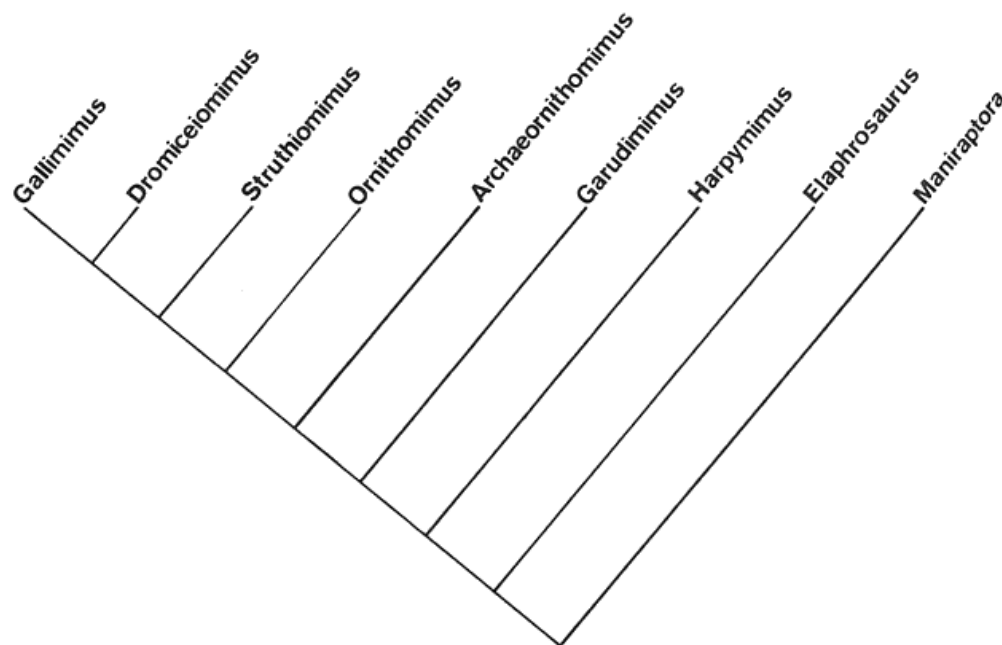 Gallimimus
Dromiceiomimus
Struthiomimus
Ornithomimus
Archaeornithomimus
Garudimimus
Harpymimus
Elaphrosaurus
Maniraptora